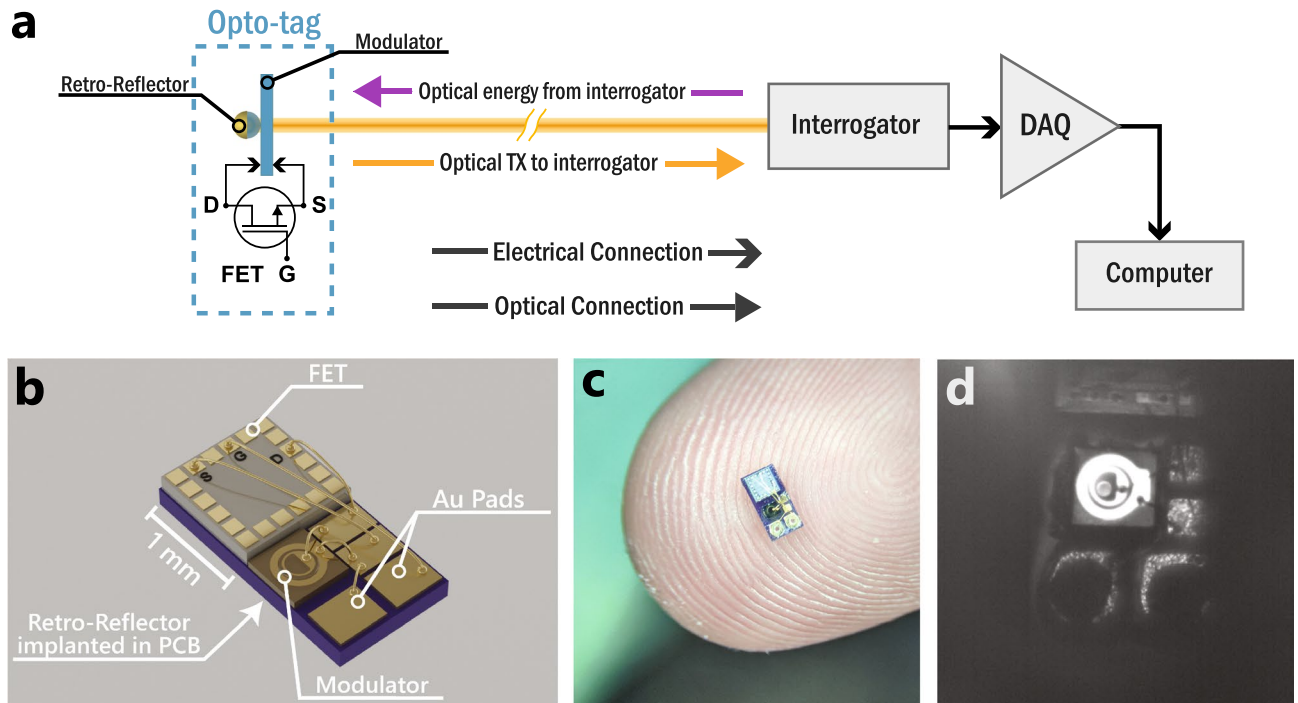 a
Opto-tag
Modulator
Retro-Reflector
Optical energy from interrogator
Interrogator
DAQ
Optical TX to interrogator
D
S
FET G
Electrical Connection
Optical Connection
Computer
b
FET
S
G
D
Au Pads
1 mm
Retro-Reflector
implanted in PCB
Modulator
c
d